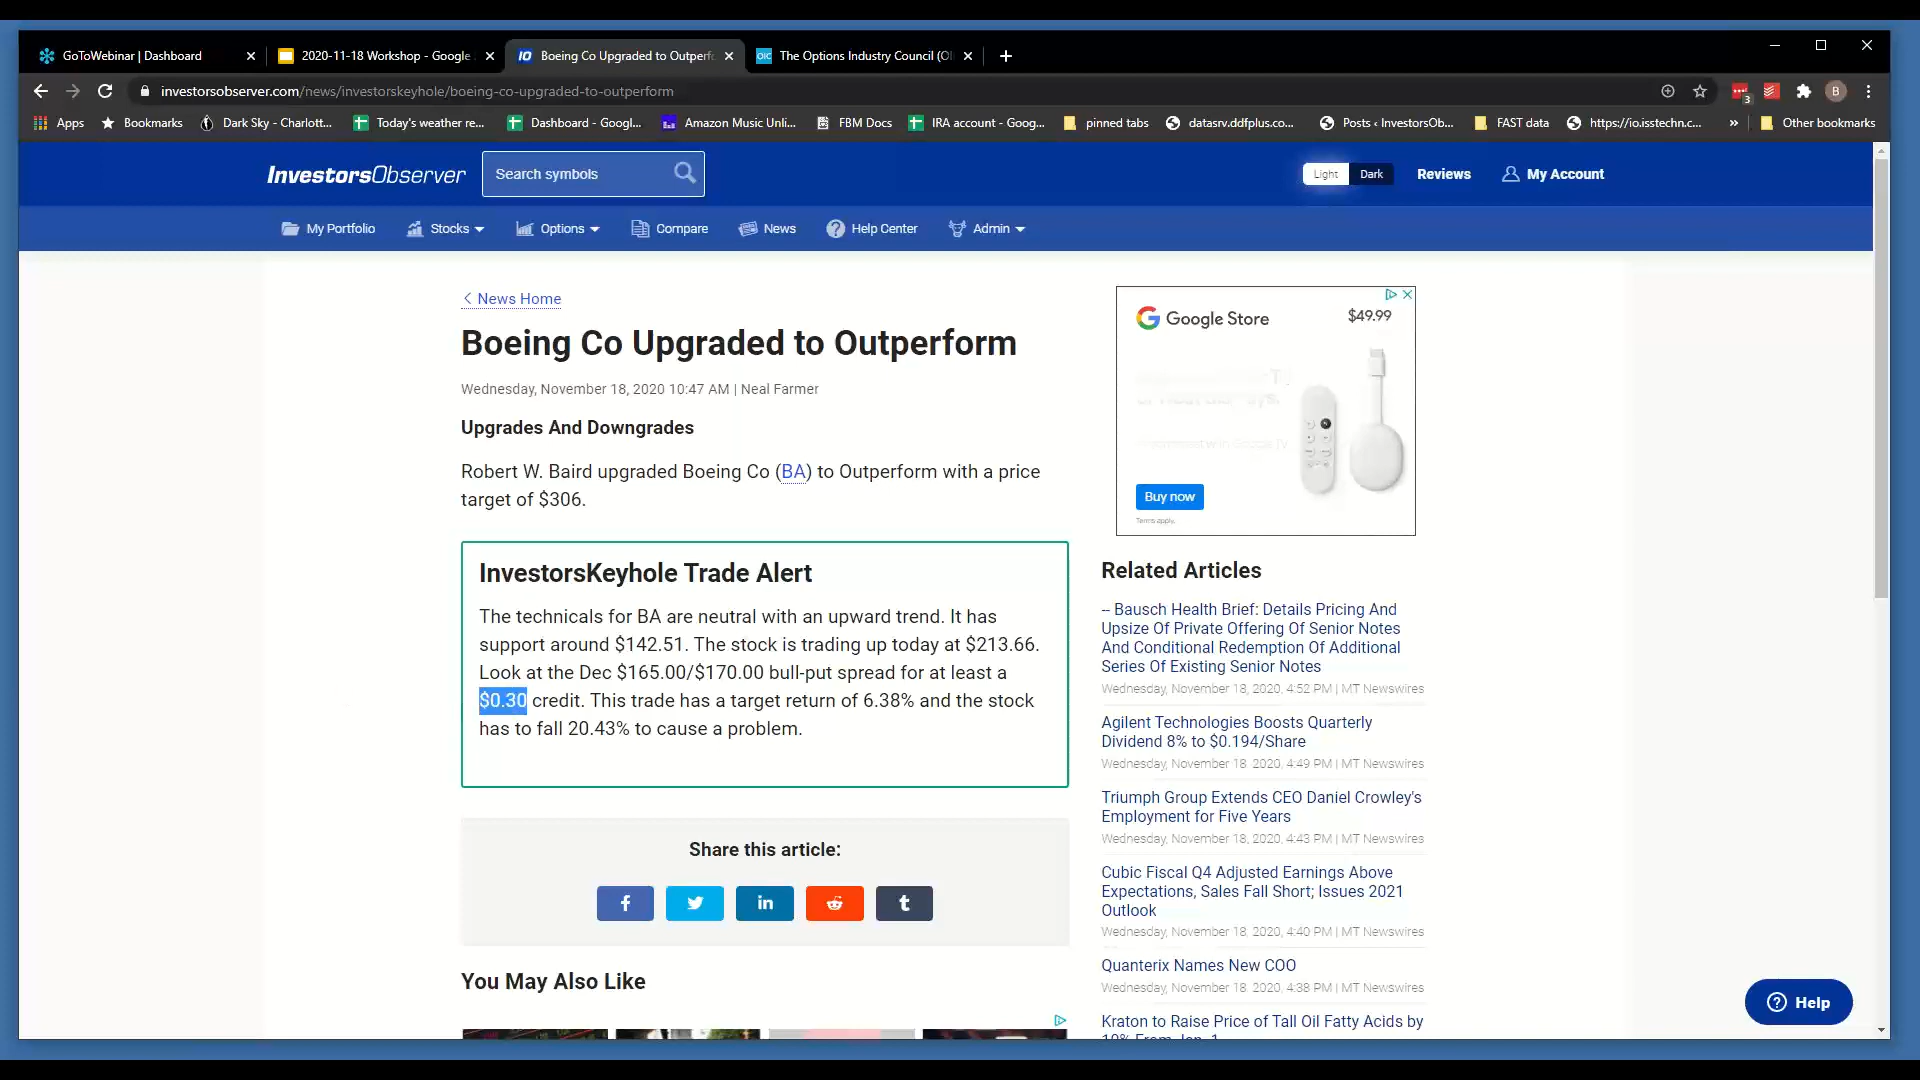 GoToWebinar | Dashboard
2020-11-18 Workshop - Google
Boeing Co Upgraded to Outperf
The Options Industry Council (OI
investorsobserver.com/news/investorskeyhole/boeing-co-upgraded-to-outperform
3
B
Apps
Bookmarks
Dark Sky - Charlott...
Today's weather re...
Dashboard - Googl...
Amazon Music Unli...
FBM Docs
IRA account - Goog...
pinned tabs
datasrv.ddfplus.co...
Posts ‹ InvestorsOb...
FAST data
https://io.isstechn.c...
»
Other bookmarks
InvestorsObserver
Search symbols
Light
Dark
Reviews
My Account
My Portfolio
Stocks
Options
Compare
News
Help Center
Admin
News Home
Boeing Co Upgraded to Outperform
Wednesday, November 18, 2020 10:47 AM | Neal Farmer
Upgrades And Downgrades
Robert W. Baird upgraded Boeing Co (BA) to Outperform with a price
target of $306.
InvestorsKeyhole Trade Alert
The technicals for BA are neutral with an upward trend. It has
support around $142.51. The stock is trading up today at $213.66.
Look at the Dec $165.00/$170.00 bull-put spread for at least a
$0.30 credit. This trade has a target return of 6.38% and the stock
has to fall 20.43% to cause a problem.
Share this article:
You May Also Like
Google Store
$49.99
Buy now
Terms apply.
Related Articles
-- Bausch Health Brief: Details Pricing And
Upsize Of Private Offering Of Senior Notes
And Conditional Redemption Of Additional
Series Of Existing Senior Notes
Wednesday, November 18, 2020, 4:52 PM | MT Newswires
Agilent Technologies Boosts Quarterly
Dividend 8% to $0.194/Share
Wednesday, November 18, 2020, 4:49 PM | MT Newswires
Triumph Group Extends CEO Daniel Crowley's
Employment for Five Years
Wednesday, November 18, 2020, 4:43 PM | MT Newswires
Cubic Fiscal Q4 Adjusted Earnings Above
Expectations, Sales Fall Short; Issues 2021
Outlook
Wednesday, November 18, 2020, 4:40 PM | MT Newswires
Quanterix Names New COO
Wednesday, November 18, 2020, 4:38 PM | MT Newswires
Kraton to Raise Price of Tall Oil Fatty Acids by
10% From Jan. 1
Help